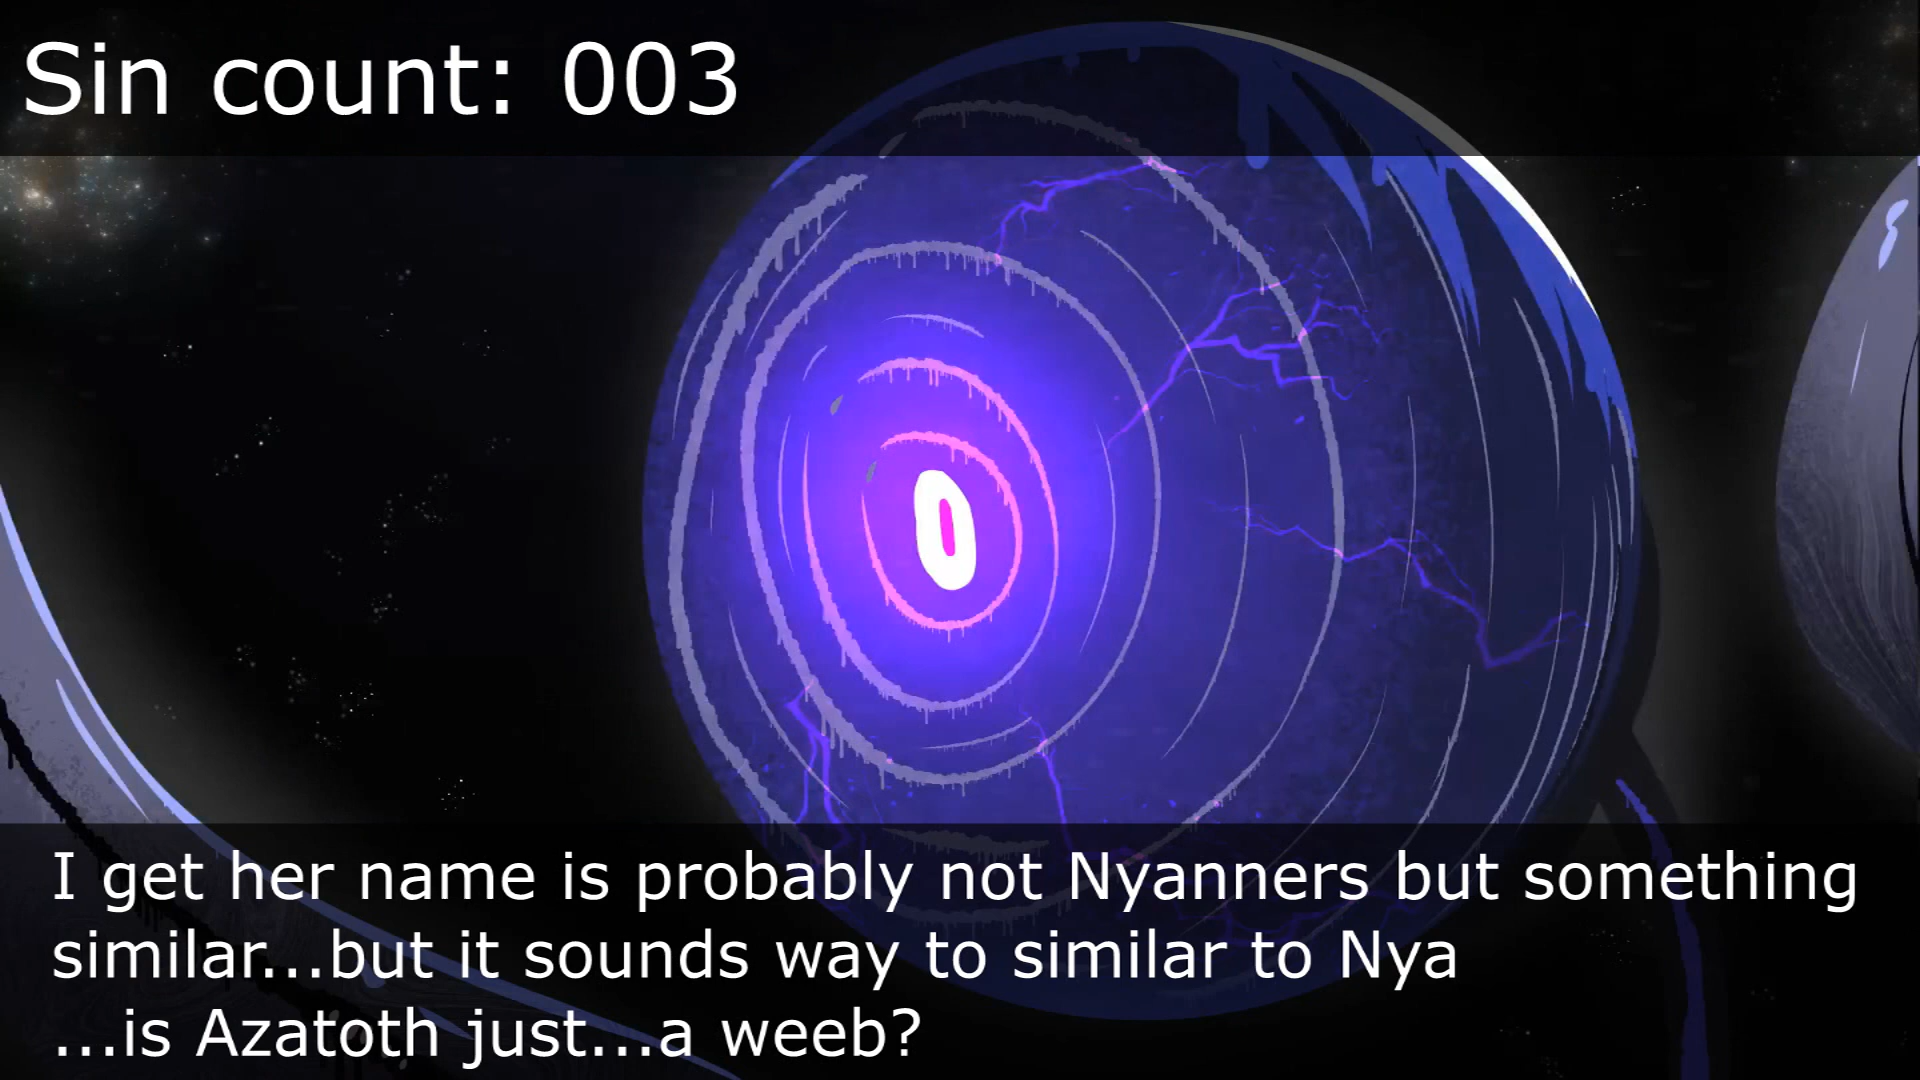 Sin count: 003
I get her name is probably not Nyanners but something
similar...but it sounds way to similar to Nya
...is Azatoth just...a weeb?